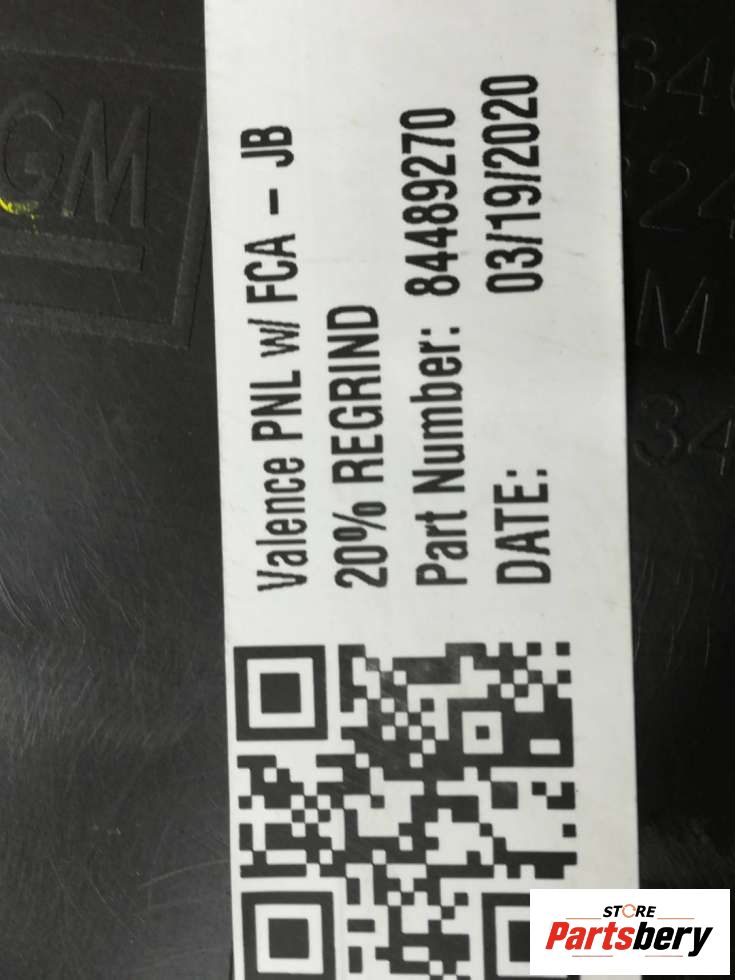 GM
Valence PNL w/ FCA – JB
20% REGRIND
Part Number: 84489270
DATE: 03/19/2020
STORE
Partsbery